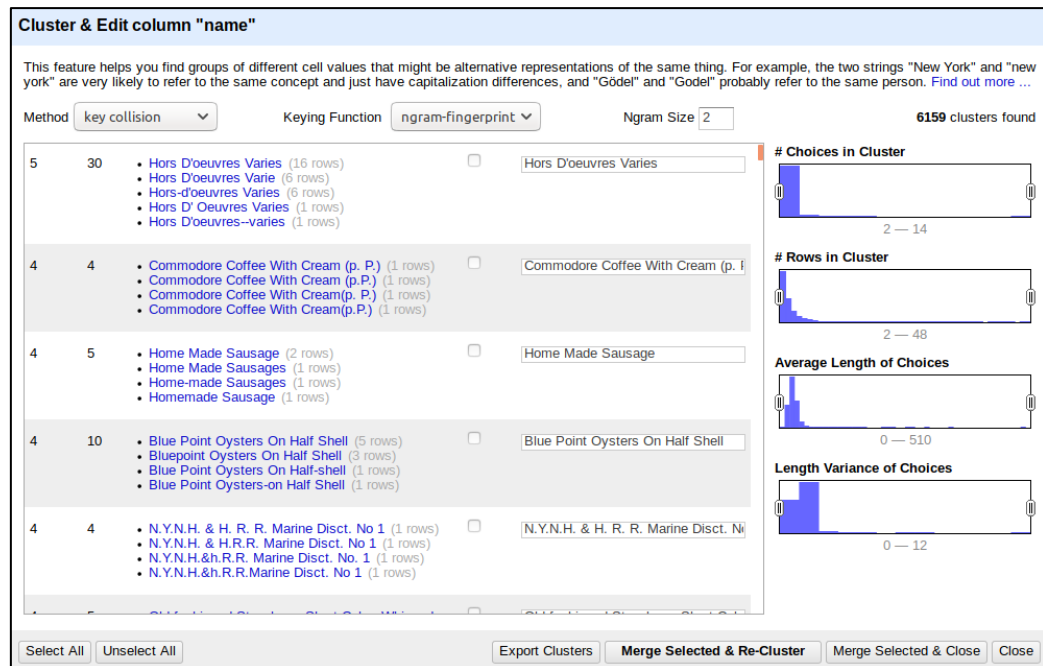 Cluster & Edit column "name"
This feature helps you find groups of different cell values that might be alternative representations of the same thing. For example, the two strings "New York" and "new
york" are very likely to refer to the same concept and just have capitalization differences, and "Gödel" and "Godel" probably refer to the same person. Find out more ...
Method key collision Keying Function ngram-fingerprint Ngram Size 2 6159 clusters found
5 30 • Hors D'oeuvres Varies (16 rows) Hors D'oeuvres Varies
• Hors D'oeuvres Varie (6 rows)
• Hors-d'oeuvres Varies (6 rows)
• Hors D' Oeuvres Varies (1 rows)
• Hors D'oeuvres--varies (1 rows)
4 4 • Commodore Coffee With Cream (p. P.) (1 rows) Commodore Coffee With Cream (p. P
• Commodore Coffee With Cream (p.P.) (1 rows)
• Commodore Coffee With Cream(p. P.) (1 rows)
• Commodore Coffee With Cream(p.P.) (1 rows)
4 5 • Home Made Sausage (2 rows) Home Made Sausage
• Home Made Sausages (1 rows)
• Home-made Sausages (1 rows)
• Homemade Sausage (1 rows)
4 10 • Blue Point Oysters On Half Shell (5 rows) Blue Point Oysters On Half Shell
• Bluepoint Oysters On Half Shell (3 rows)
• Blue Point Oysters On Half-shell (1 rows)
• Blue Point Oysters-on Half Shell (1 rows)
4 4 • N.Y.N.H. & H. R. R. Marine Disct. No 1 (1 rows) N.Y.N.H. & H. R. R. Marine Disct. N
• N.Y.N.H. & H.R.R. Marine Disct. No 1 (1 rows)
• N.Y.N.H.&h.R.R. Marine Disct. No. 1 (1 rows)
• N.Y.N.H.&h.R.R.Marine Disct. No 1 (1 rows)
# Choices in Cluster
2 — 14
# Rows in Cluster
2 — 48
Average Length of Choices
0 — 510
Length Variance of Choices
0 — 12
Select All Unselect All Export Clusters Merge Selected & Re-Cluster Merge Selected & Close Close